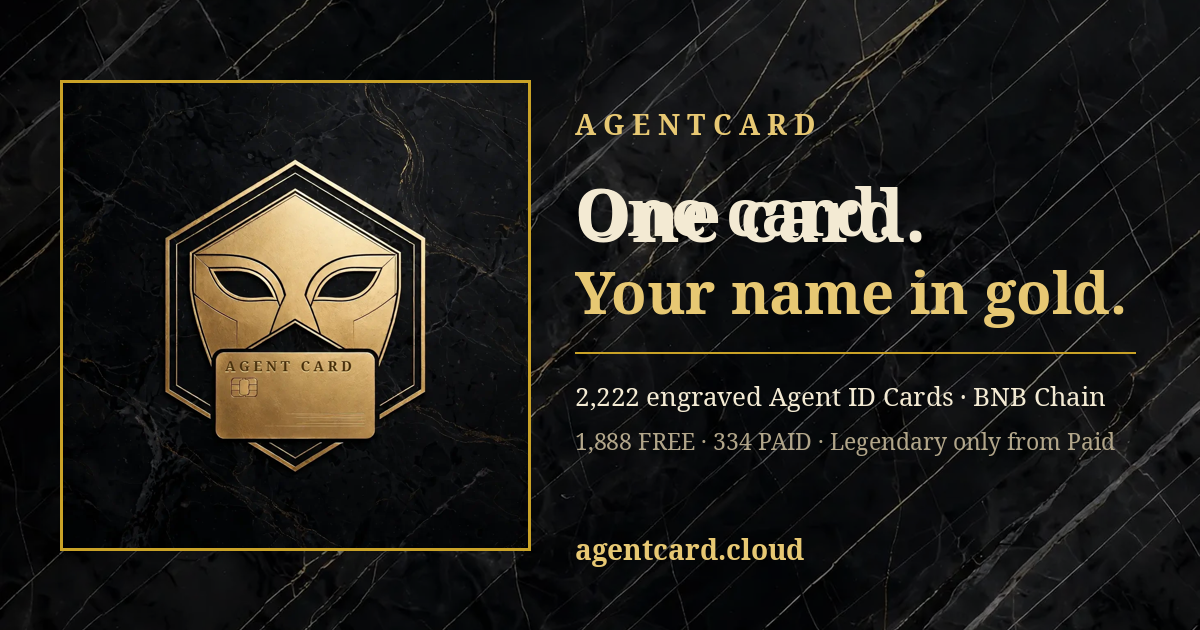 AGENT CARD
AGENTCARD
One card.
Your name in gold.
2,222 engraved Agent ID Cards · BNB Chain
1,888 FREE · 334 PAID · Legendary only from Paid
agentcard.cloud